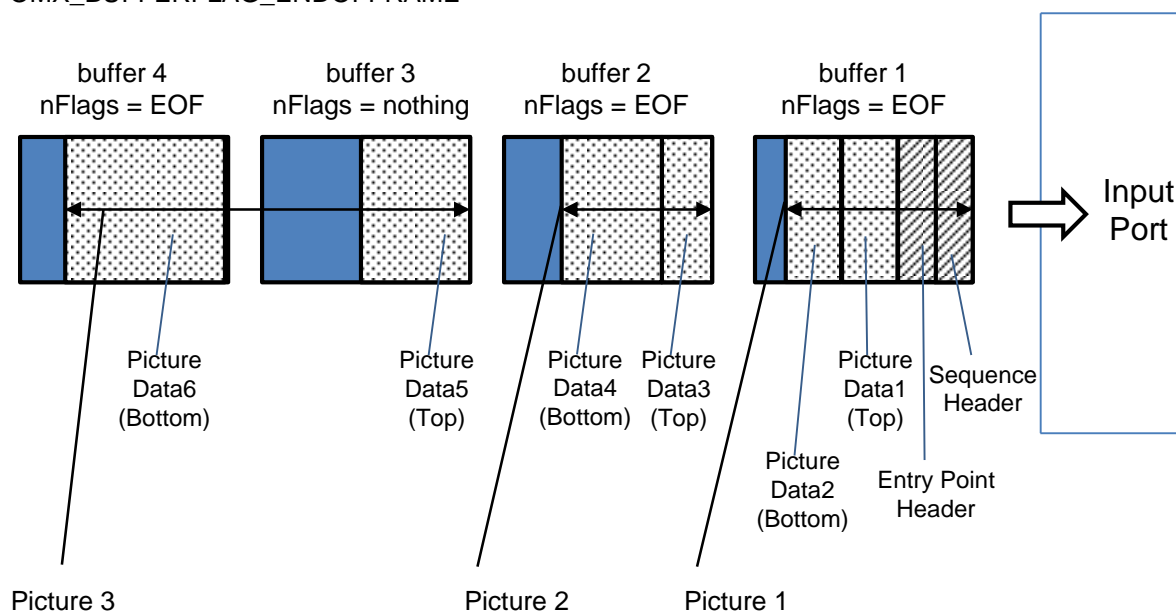 buffer 4
nFlags = EOF
buffer 3
nFlags = nothing
buffer 2
nFlags = EOF
buffer 1
nFlags = EOF
Input
Port
Picture
Data6
(Bottom)
Picture
Data5
(Top)
Picture
Data4
(Bottom)
Picture
Data3
(Top)
Picture
Data1
(Top)
Sequence
Header
Picture
Data2
(Bottom)
Entry Point
Header
Picture 3
Picture 2
Picture 1